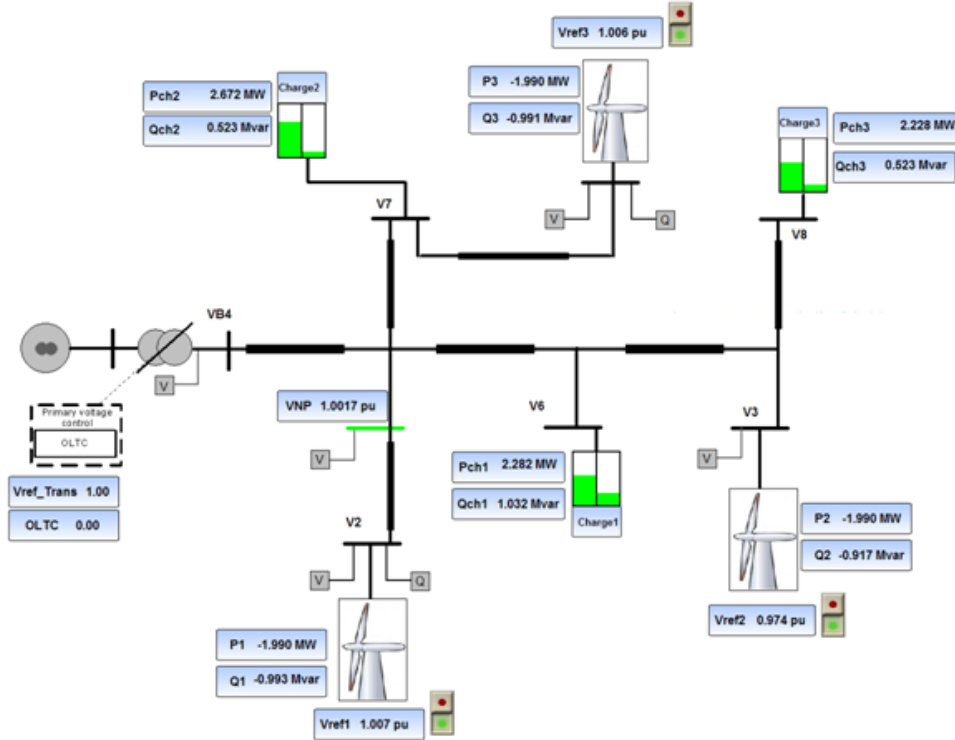 Vref3 1.006 pu
P3 -1.990 MW
Q3 -0.991 Mvar
Pch2 2.672 MW
Qch2 0.523 Mvar
Charge2
Charge3
Pch3 2.228 MW
Qch3 0.523 Mvar
V7
V
Q
V8
VB4
V
Primary voltage
control
OLTC
Vref_Trans 1.00
OLTC 0.00
VNP 1.0017 pu
V
V6
Pch1 2.282 MW
Qch1 1.032 Mvar
Charge1
V3
V
P2 -1.990 MW
Q2 -0.917 Mvar
Vref2 0.974 pu
V2
V
Q
P1 -1.990 MW
Q1 -0.993 Mvar
Vref1 1.007 pu